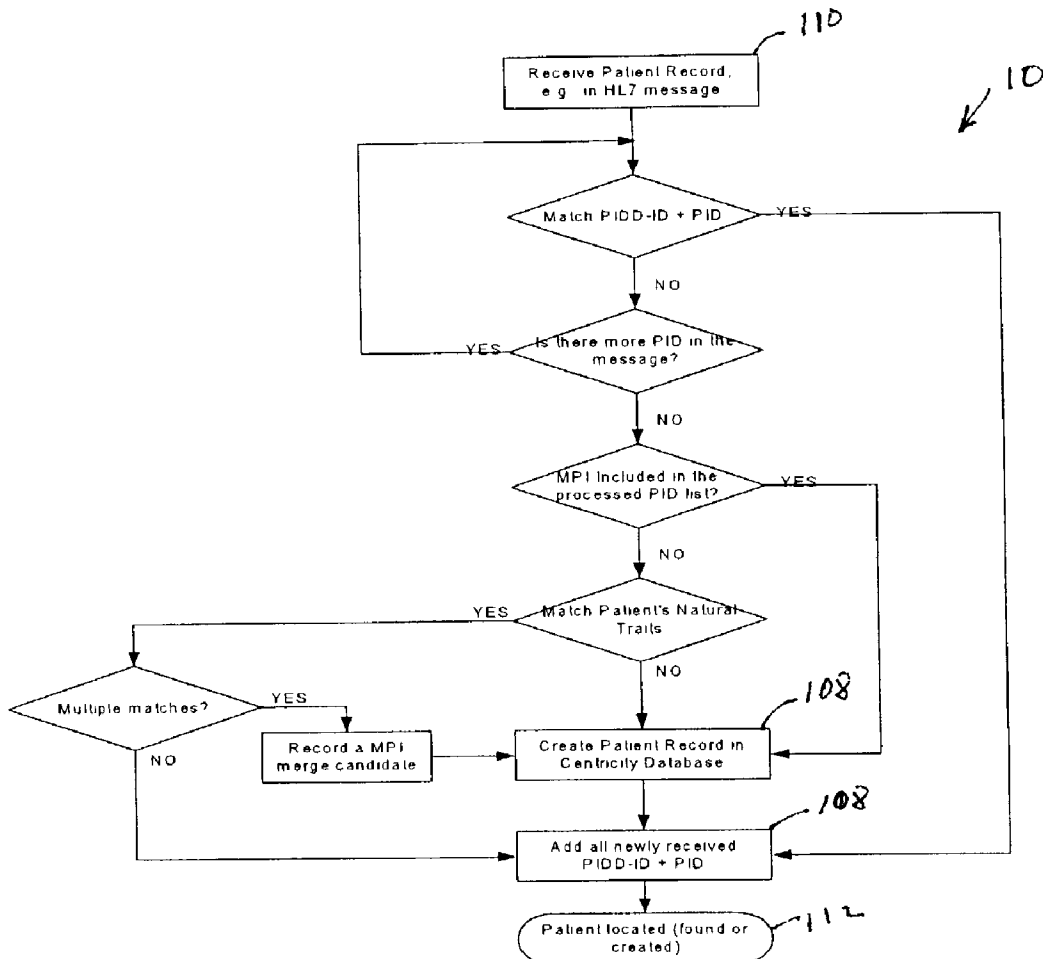 110
Receive Patient Record,
e.g. in HL7 message
10
Match PIDD-ID + PID
YES
NO
Is there more PID in the
message?
YES
NO
MPI Included in the
processed PID list?
YES
NO
Match Patient's Natural
Traits
YES
NO
Multiple matches?
YES
NO
Record a MPI
merge candidate
108
Create Patient Record in
Centricity Database
108
Add all newly received
PIDD-ID + PID
Patient located (found or
created)
112